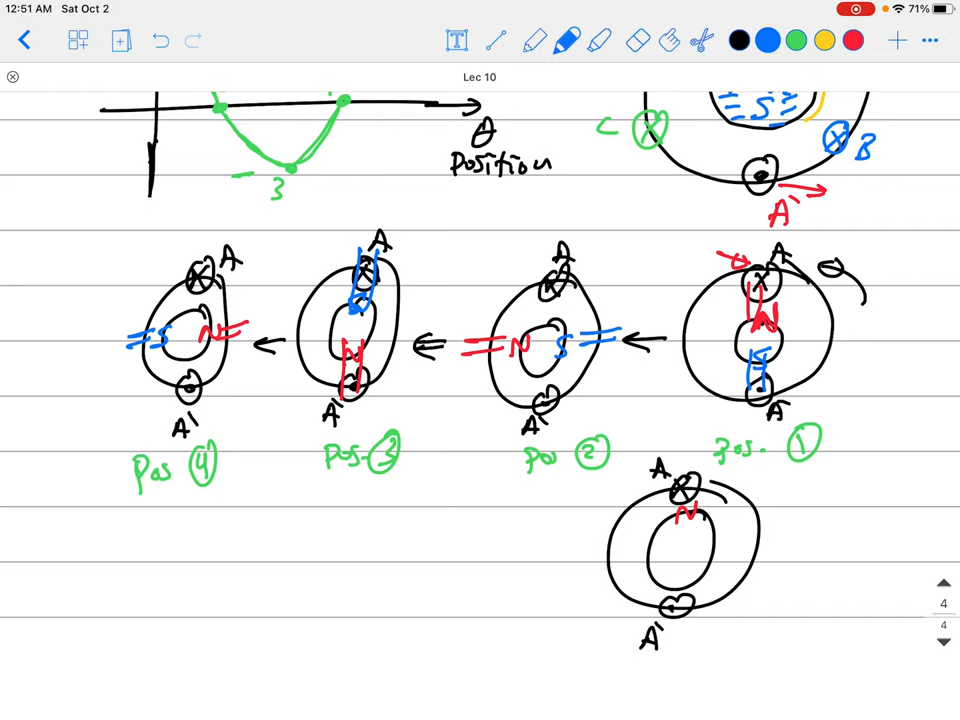 12:51 AM Sat Oct 2
71%
Lec 10
S
C
B
θ
Position
- 3
A'
A
A
A
A
S N
N
N S
N
A'
A'
A'
A
Pos 4
Pos-3
Pos 2
Pos. 1
A
N
A'
4
4